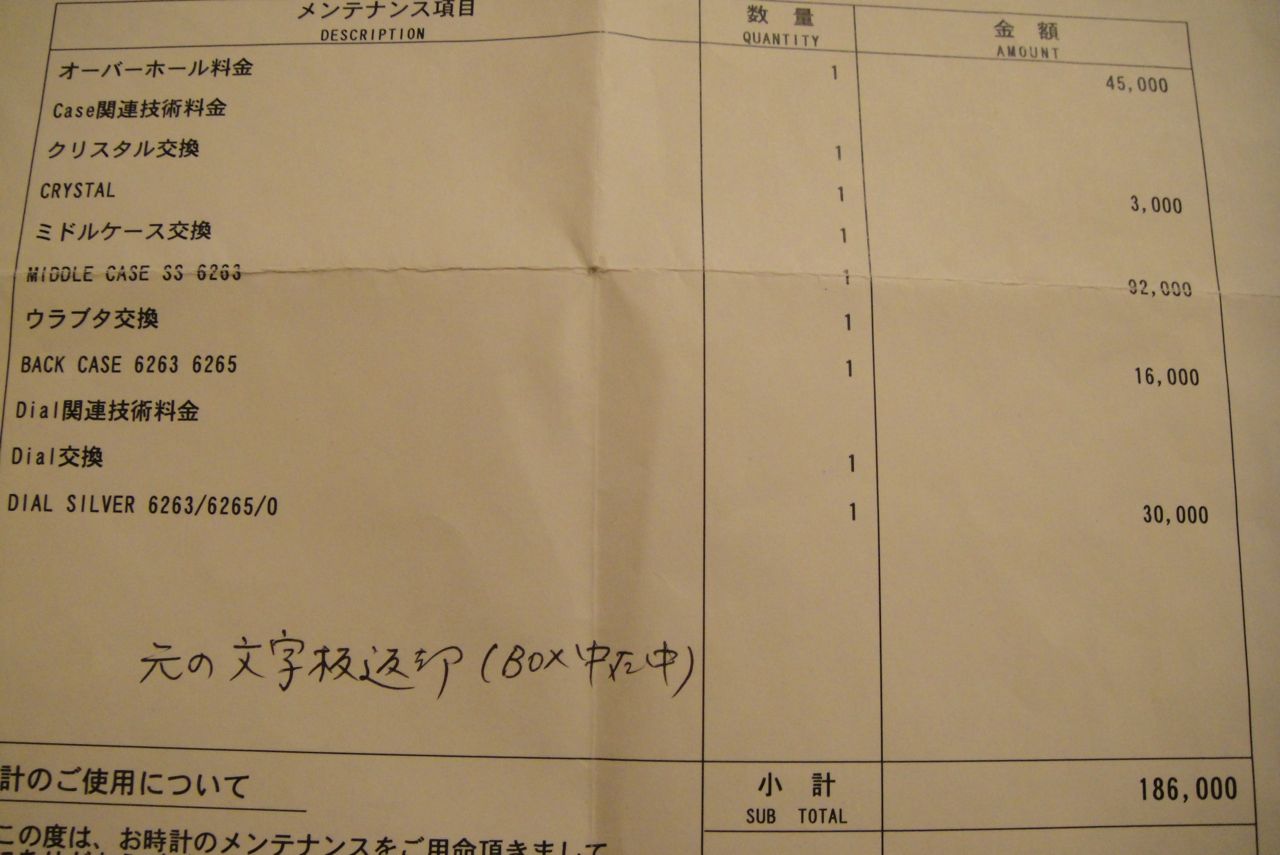 メンテナンス項目 数 量 金 額
DESCRIPTION QUANTITY AMOUNT
オーバーホール料金 1 45,000
Case関連技術料金
クリスタル交換 1
CRYSTAL 1 3,000
ミドルケース交換 1
MIDDLE CASE SS 6263 1 92,000
ウラブタ交換 1
BACK CASE 6263 6265 1 16,000
Dial関連技術料金
Dial交換 1
DIAL SILVER 6263/6265/0 1 30,000
元の文字板返却(BOX中在中)
計のご使用について 小 計 186,000
SUB TOTAL
この度は、お時計のメンテナンスをご用命頂きまして